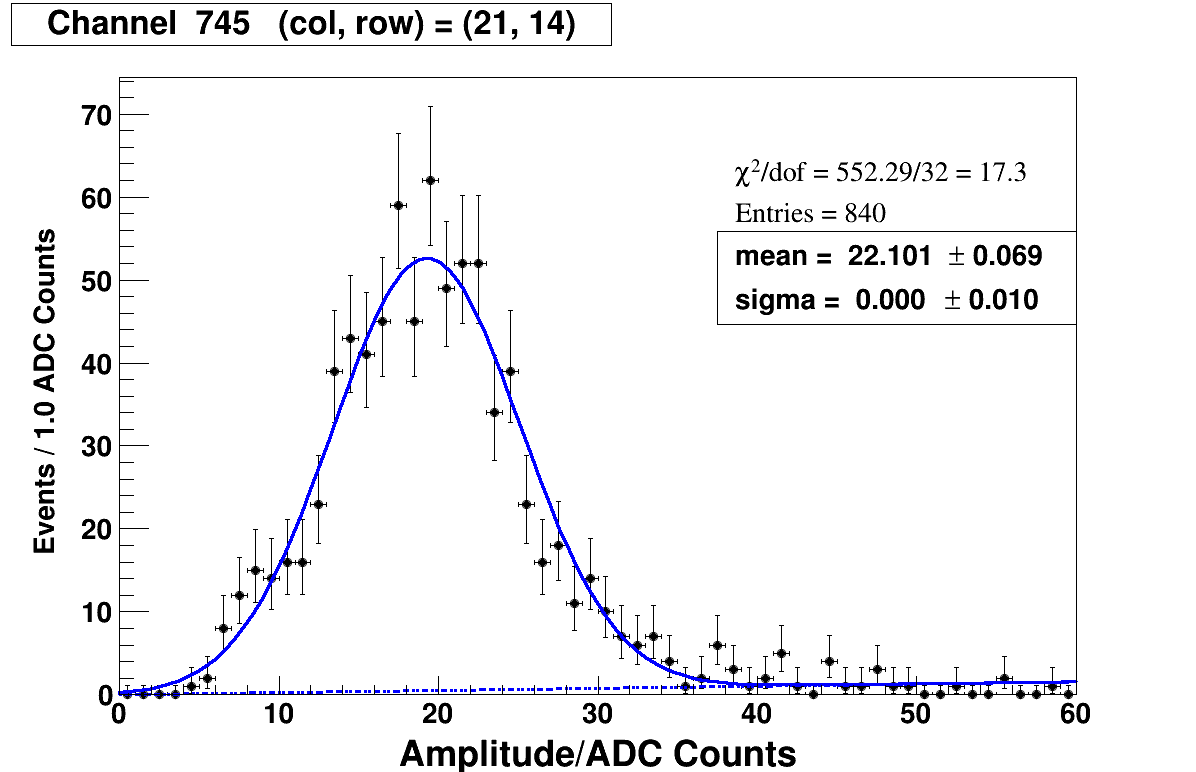 Channel 745 (col, row) = (21, 14)
70
60
50
40
30
20
10
0
Events / 1.0 ADC Counts
χ²/dof = 552.29/32 = 17.3
Entries = 840
mean = 22.101 ± 0.069
sigma = 0.000 ± 0.010
0 10 20 30 40 50 60
Amplitude/ADC Counts